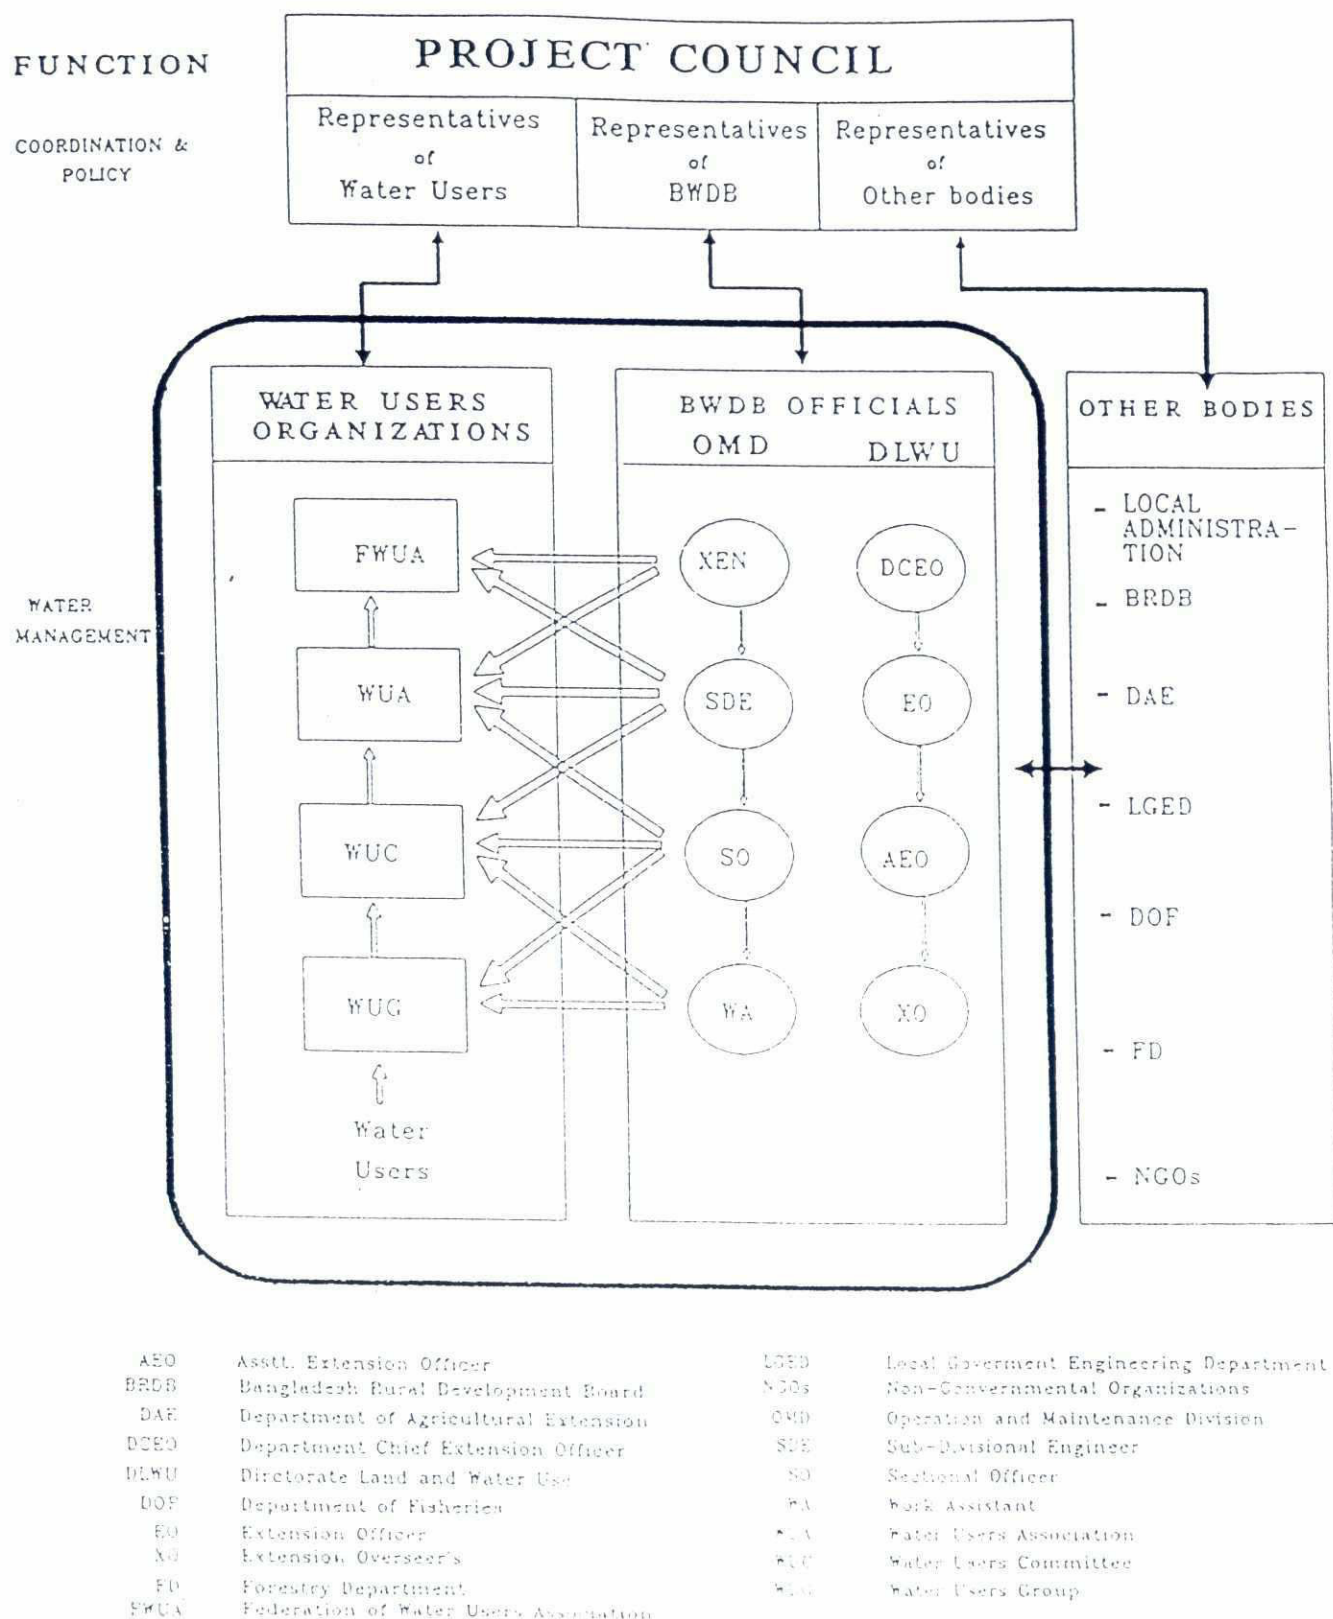 FUNCTION
PROJECT COUNCIL
COORDINATION &
POLICY
Representatives
of
Water Users
Representatives
of
BWDB
Representatives
of
Other bodies
WATER USERS
ORGANIZATIONS
BWDB OFFICIALS
OMD DLWU
OTHER BODIES
WATER
MANAGEMENT
FWUA
WUA
WUC
WUG
Water
Users
XEN
SDE
SO
WA
DCEO
EO
AEO
XO
- LOCAL
ADMINISTRA-
TION
- BRDB
- DAE
- LGED
- DOF
- FD
- NGOs
AEO Asstt. Extension Officer
BRDB Bangladesh Rural Development Board
DAE Department of Agricultural Extension
DCEO Department Chief Extension Officer
DLWU Dirctorate Land and Water Use
DOF Department of Fisheries
EO Extension Officer
XO Extension Overseer's
FD Forestry Department
FWUA Federation of Water Users Association
LGED Local Goverment Engineering Department
NGOs Non-Convernmental Organizations
OMD Operation and Maintenance Division
SDE Sub-Divisional Engineer
SO Sectional Officer
WA Work Assistant
WUA Water Users Association
WUC Water Users Committee
WUG Water Users Group